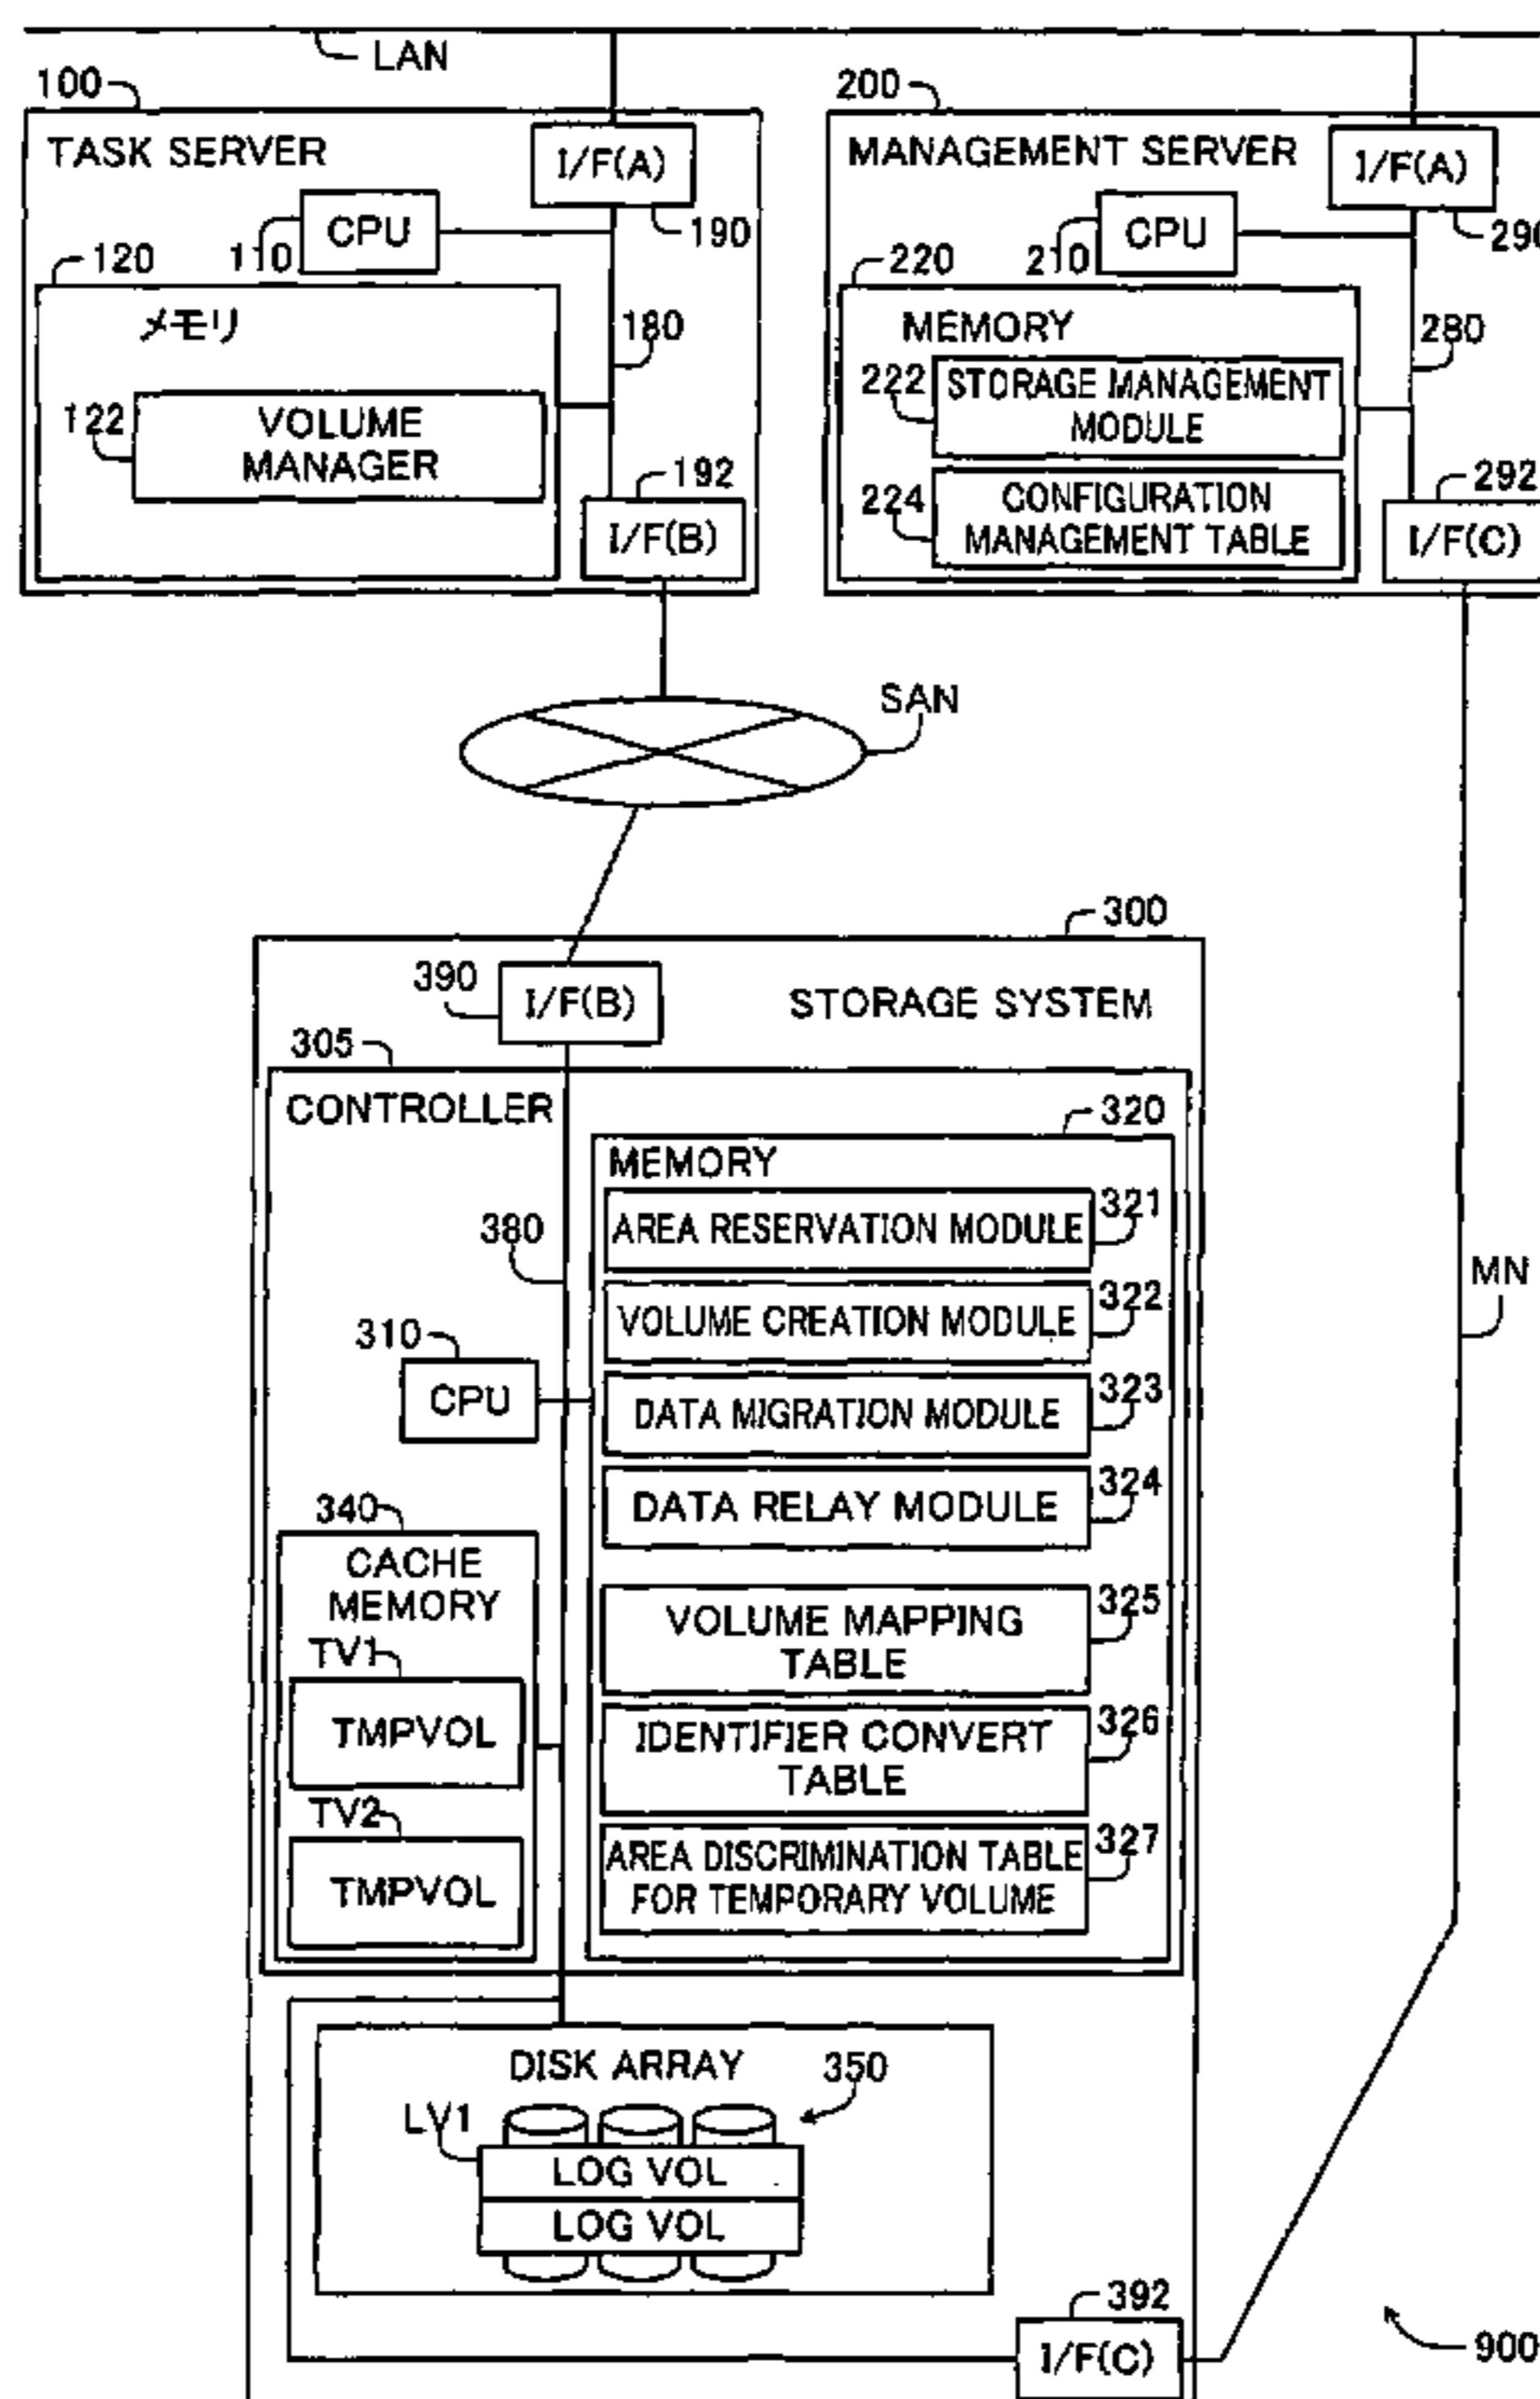 LAN
100
TASK SERVER
I/F(A)
190
CPU
110
120
メモリ
180
122
VOLUME
MANAGER
192
I/F(B)
200
MANAGEMENT SERVER
I/F(A)
290
CPU
210
220
MEMORY
280
222
STORAGE MANAGEMENT
MODULE
224
CONFIGURATION
MANAGEMENT TABLE
292
I/F(C)
SAN
300
390
I/F(B)
STORAGE SYSTEM
305
CONTROLLER
320
MEMORY
AREA RESERVATION MODULE
321
380
VOLUME CREATION MODULE
322
MN
310
CPU
DATA MIGRATION MODULE
323
DATA RELAY MODULE
324
340
CACHE
MEMORY
VOLUME MAPPING
TABLE
325
TV1
TMPVOL
IDENTIFIER CONVERT
TABLE
326
TV2
TMPVOL
AREA DISCRIMINATION TABLE
FOR TEMPORARY VOLUME
327
DISK ARRAY
350
LV1
LOG VOL
LOG VOL
392
I/F(C)
900